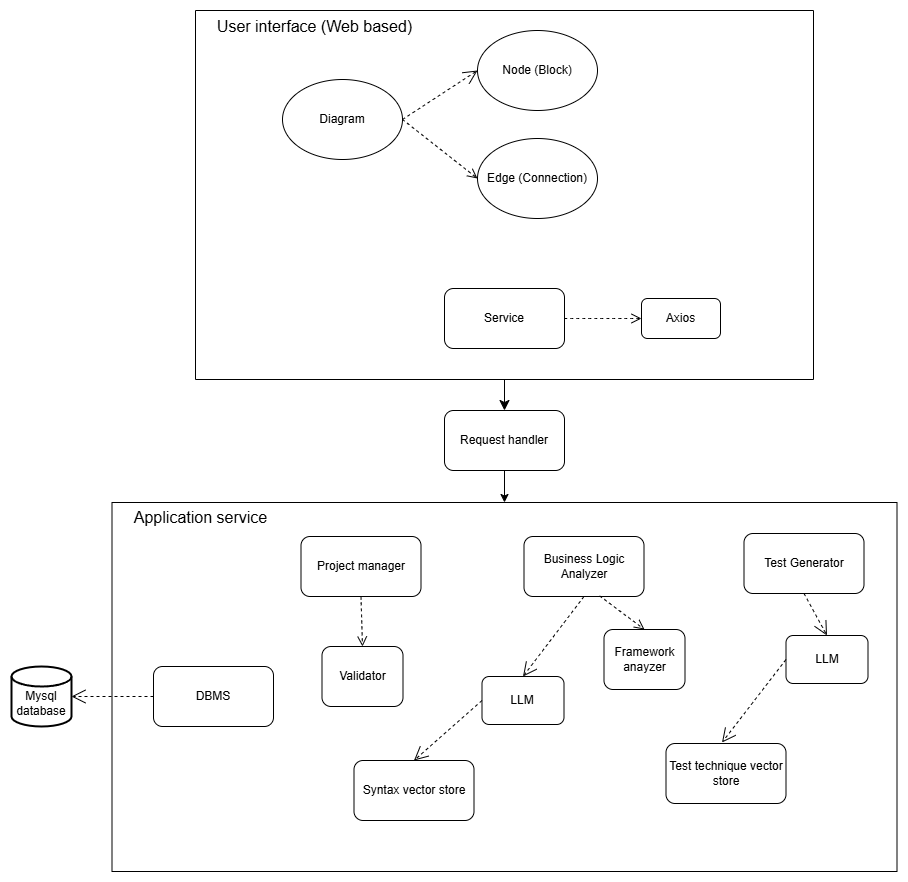 User interface (Web based)
Node (Block)
Diagram
Edge (Connection)
Service
Axios
Request handler
Application service
Project manager
Business Logic
Analyzer
Test Generator
Validator
Framework
anayzer
LLM
Mysql
database
DBMS
LLM
Syntax vector store
Test technique vector
store